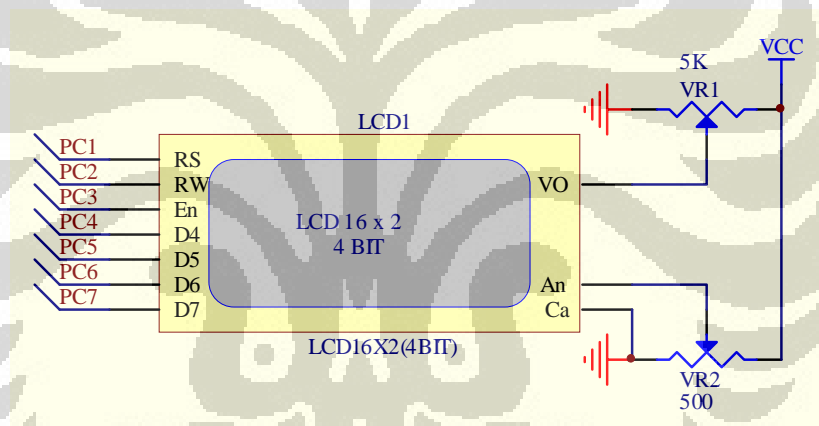 5K
VCC
VR1
LCD1
PC1
RS
PC2
RW
VO
PC3
En
PC4
D4
LCD 16 x 2
4 BIT
PC5
D5
PC6
D6
An
PC7
D7
Ca
LCD16X2(4BIT)
VR2
500